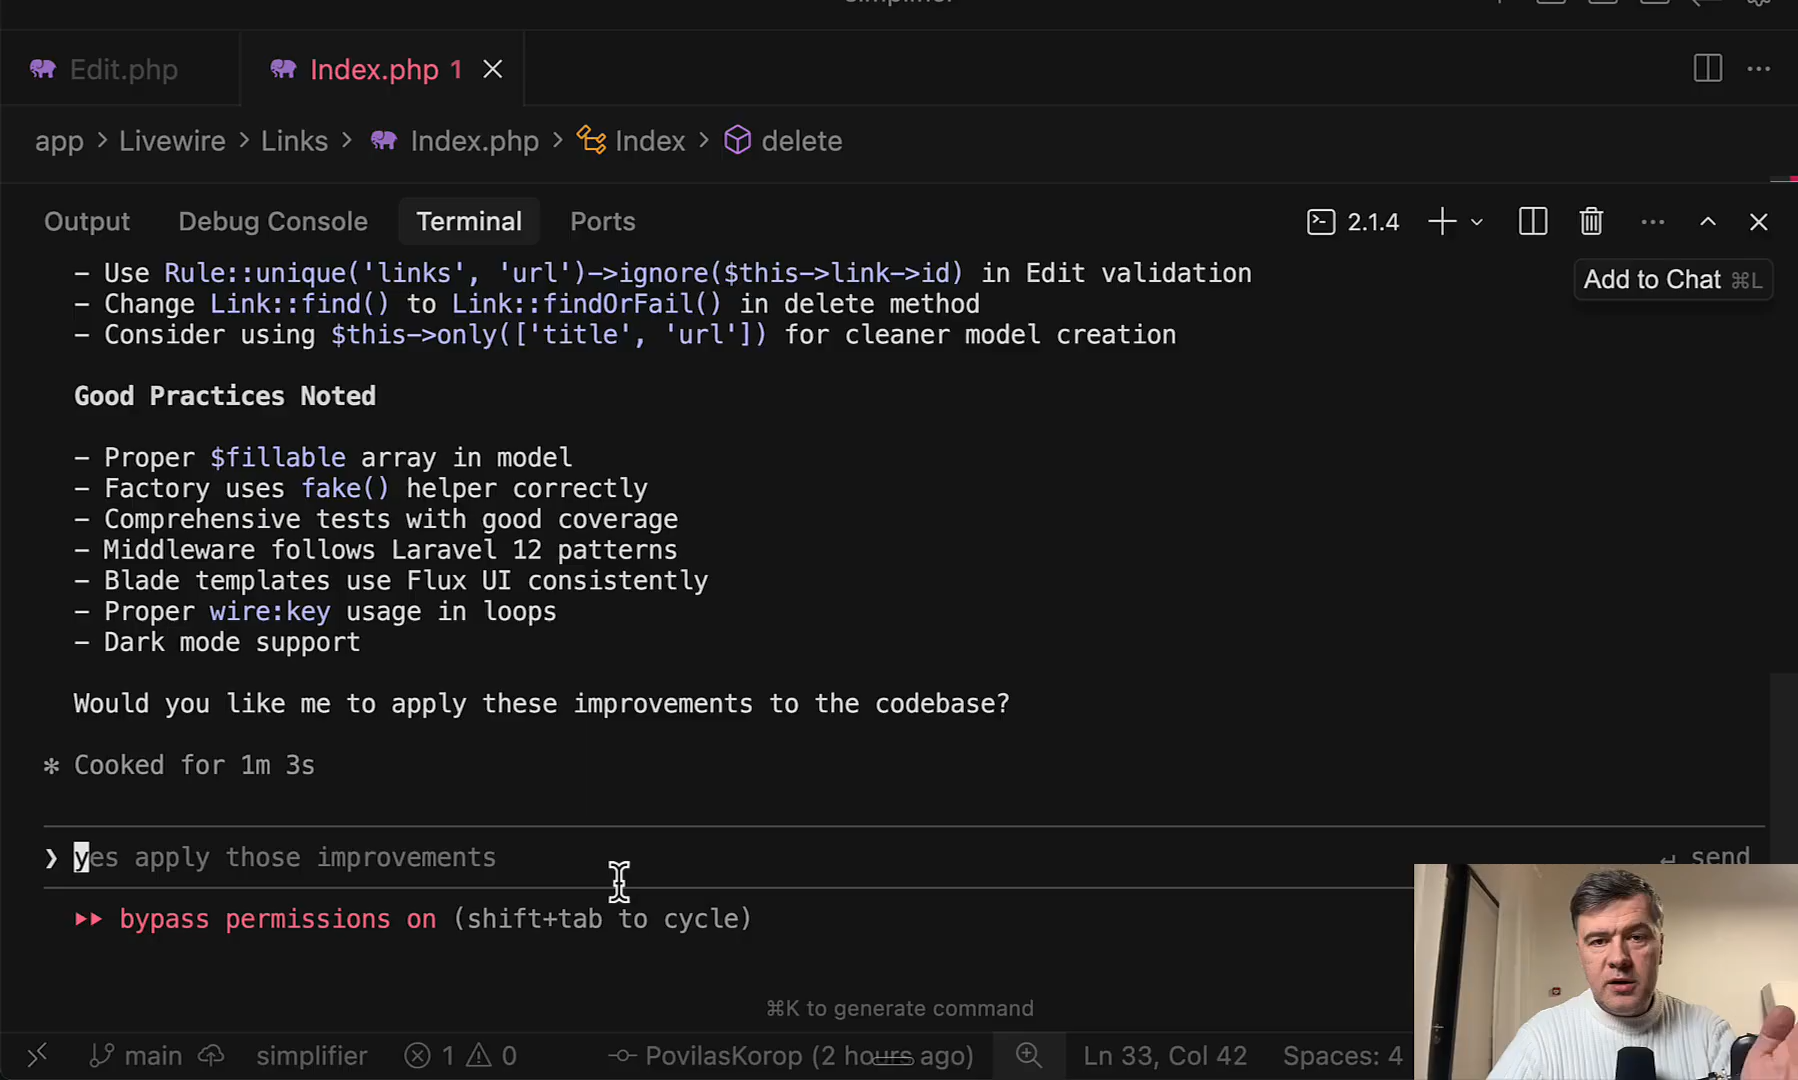 Edit.php
Index.php 1
app > Livewire > Links > Index.php > Index > delete
Output Debug Console Terminal Ports 2.1.4
Add to Chat ⌘L
– Use Rule::unique('links', 'url')–>ignore($this–>link–>id) in Edit validation
– Change Link::find() to Link::findOrFail() in delete method
– Consider using $this–>only(['title', 'url']) for cleaner model creation
Good Practices Noted
– Proper $fillable array in model
– Factory uses fake() helper correctly
– Comprehensive tests with good coverage
– Middleware follows Laravel 12 patterns
– Blade templates use Flux UI consistently
– Proper wire:key usage in loops
– Dark mode support
Would you like me to apply these improvements to the codebase?
✻ Cooked for 1m 3s
❯ yes apply those improvements ↵ send
⏵⏵ bypass permissions on (shift+tab to cycle)
⌘K to generate command
main simplifier 1 0 PovilasKorop (2 hours ago) Ln 33, Col 42 Spaces: 4